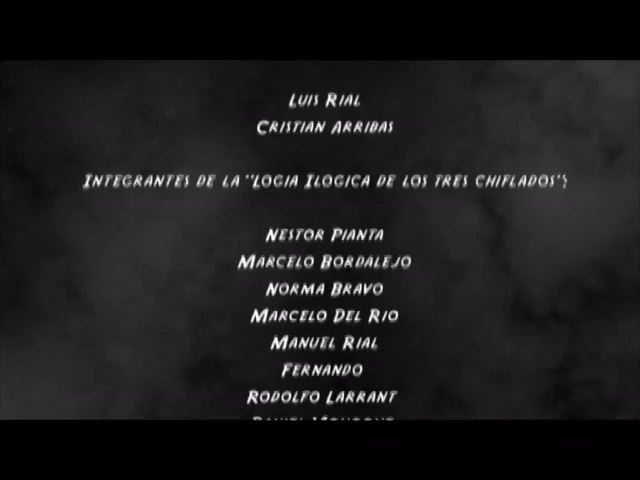 Luis Rial
Cristian Arribas
Integrantes de la "Logia Ilogica de los tres chiflados":
Nestor Pianta
Marcelo Bordalejo
Norma Bravo
Marcelo Del Rio
Manuel Rial
Fernando
Rodolfo Larrant